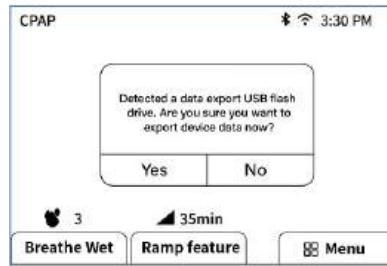 CPAP 3:30 PM
Detected a data export USB flash
drive. Are you sure you want to
export device data now?
Yes No
3 35min
Breathe Wet Ramp feature Menu